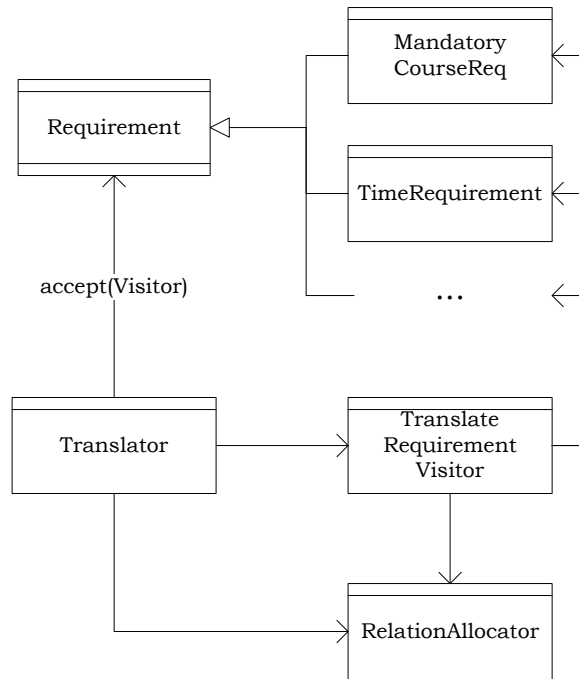 Mandatory
CourseReq
Requirement
TimeRequirement
accept(Visitor)
...
Translator
Translate
Requirement
Visitor
RelationAllocator